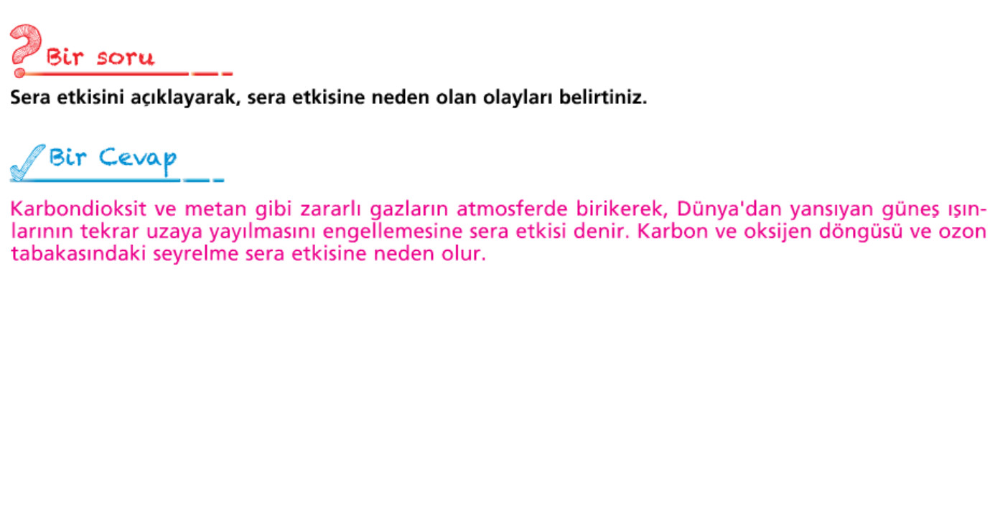 Bir soru
Sera etkisini açıklayarak, sera etkisine neden olan olayları belirtiniz.
Bir Cevap
Karbondioksit ve metan gibi zararlı gazların atmosferde birikerek, Dünya'dan yansıyan güneş ışın-
larının tekrar uzaya yayılmasını engellemesine sera etkisi denir. Karbon ve oksijen döngüsü ve ozon
tabakasındaki seyrelme sera etkisine neden olur.